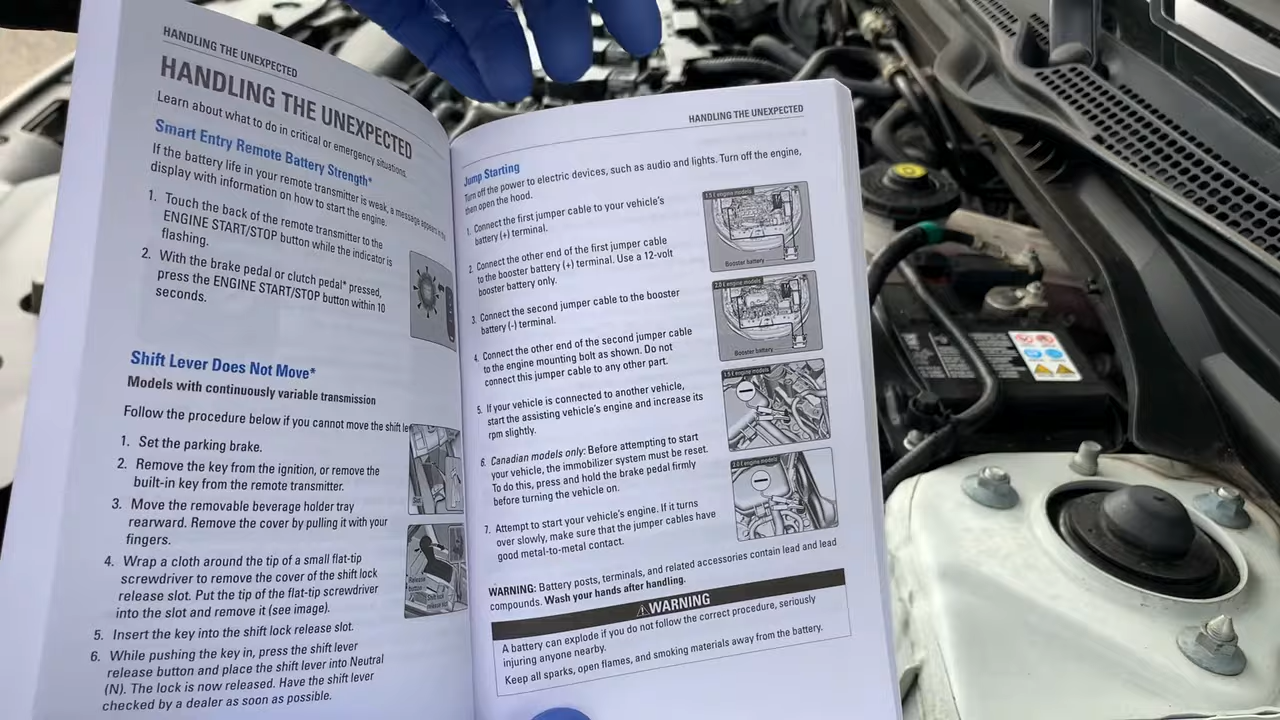 HANDLING THE UNEXPECTED
HANDLING THE UNEXPECTED
Learn about what to do in critical or emergency situations.
Smart Entry Remote Battery Strength*
If the battery life in your remote transmitter is weak, a message appears in the
display with information on how to start the engine.
1. Touch the back of the remote transmitter to the
ENGINE START/STOP button while the indicator is
flashing.
2. With the brake pedal or clutch pedal* pressed,
press the ENGINE START/STOP button within 10
seconds.
Shift Lever Does Not Move*
Models with continuously variable transmission
Follow the procedure below if you cannot move the shift le
1. Set the parking brake.
2. Remove the key from the ignition, or remove the
built-in key from the remote transmitter.
3. Move the removable beverage holder tray
rearward. Remove the cover by pulling it with your
fingers.
4. Wrap a cloth around the tip of a small flat-tip
screwdriver to remove the cover of the shift lock
release slot. Put the tip of the flat-tip screwdriver
into the slot and remove it (see image).
Release
button
Shift lock
release slot
5. Insert the key into the shift lock release slot.
6. While pushing the key in, press the shift lever
release button and place the shift lever into Neutral
(N). The lock is now released. Have the shift lever
checked by a dealer as soon as possible.
HANDLING THE UNEXPECTED
Jump Starting
Turn off the power to electric devices, such as audio and lights. Turn off the engine,
then open the hood.
1. Connect the first jumper cable to your vehicle's
battery (+) terminal.
2. Connect the other end of the first jumper cable
to the booster battery (+) terminal. Use a 12-volt
booster battery only.
3. Connect the second jumper cable to the booster
battery (-) terminal.
4. Connect the other end of the second jumper cable
to the engine mounting bolt as shown. Do not
connect this jumper cable to any other part.
5. If your vehicle is connected to another vehicle,
start the assisting vehicle's engine and increase its
rpm slightly.
6. Canadian models only: Before attempting to start
your vehicle, the immobilizer system must be reset.
To do this, press and hold the brake pedal firmly
before turning the vehicle on.
7. Attempt to start your vehicle's engine. If it turns
over slowly, make sure that the jumper cables have
good metal-to-metal contact.
1.5 ℓ engine models
Booster battery
2.0 ℓ engine models
Booster battery
1.5 ℓ engine models
2.0 ℓ engine models
WARNING: Battery posts, terminals, and related accessories contain lead and lead
compounds. Wash your hands after handling.
WARNING
A battery can explode if you do not follow the correct procedure, seriously
injuring anyone nearby.
Keep all sparks, open flames, and smoking materials away from the battery.